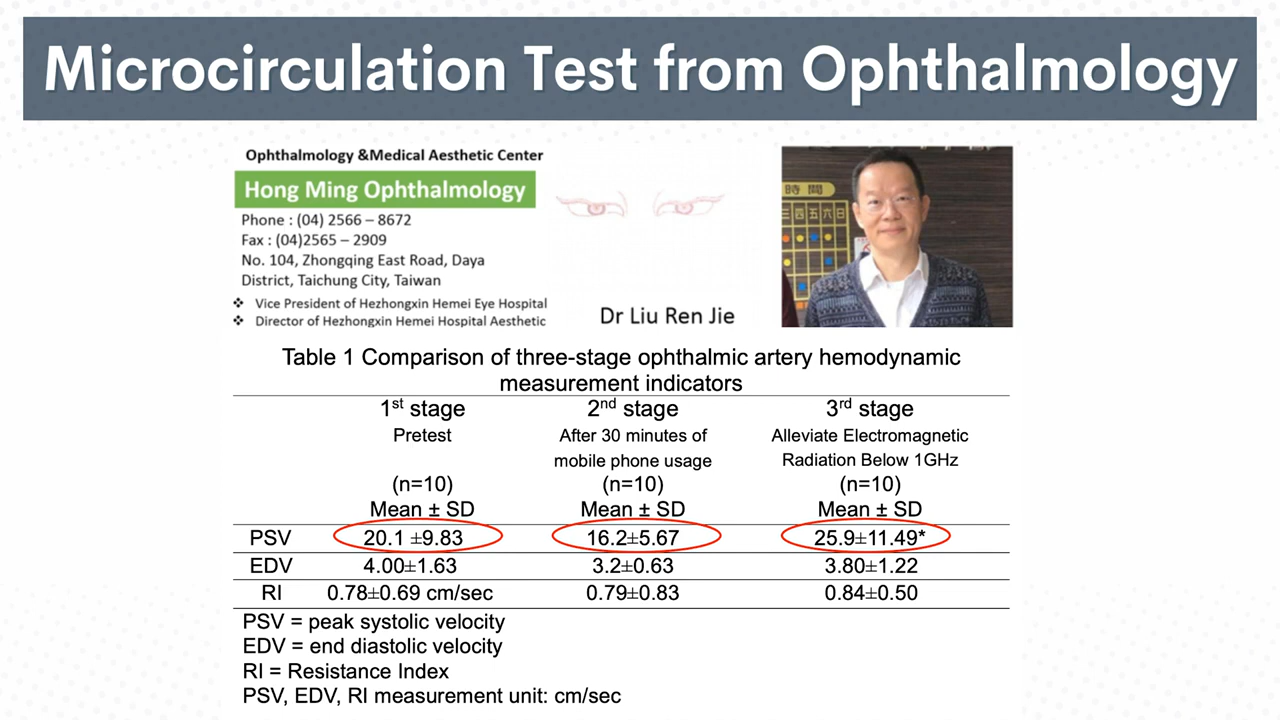 Microcirculation Test from Ophthalmology
Ophthalmology &Medical Aesthetic Center
Hong Ming Ophthalmology
Phone : (04) 2566 – 8672
Fax : (04)2565 – 2909
No. 104, Zhongqing East Road, Daya
District, Taichung City, Taiwan
❖ Vice President of Hezhongxin Hemei Eye Hospital
❖ Director of Hezhongxin Hemei Hospital Aesthetic
Dr Liu Ren Jie
時 間
三 四 五 六 日
Table 1 Comparison of three-stage ophthalmic artery hemodynamic
measurement indicators
1st stage 2nd stage 3rd stage
Pretest After 30 minutes of Alleviate Electromagnetic
mobile phone usage Radiation Below 1GHz
(n=10) (n=10) (n=10)
Mean ± SD Mean ± SD Mean ± SD
PSV 20.1 ±9.83 16.2±5.67 25.9±11.49*
EDV 4.00±1.63 3.2±0.63 3.80±1.22
RI 0.78±0.69 cm/sec 0.79±0.83 0.84±0.50
PSV = peak systolic velocity
EDV = end diastolic velocity
RI = Resistance Index
PSV, EDV, RI measurement unit: cm/sec